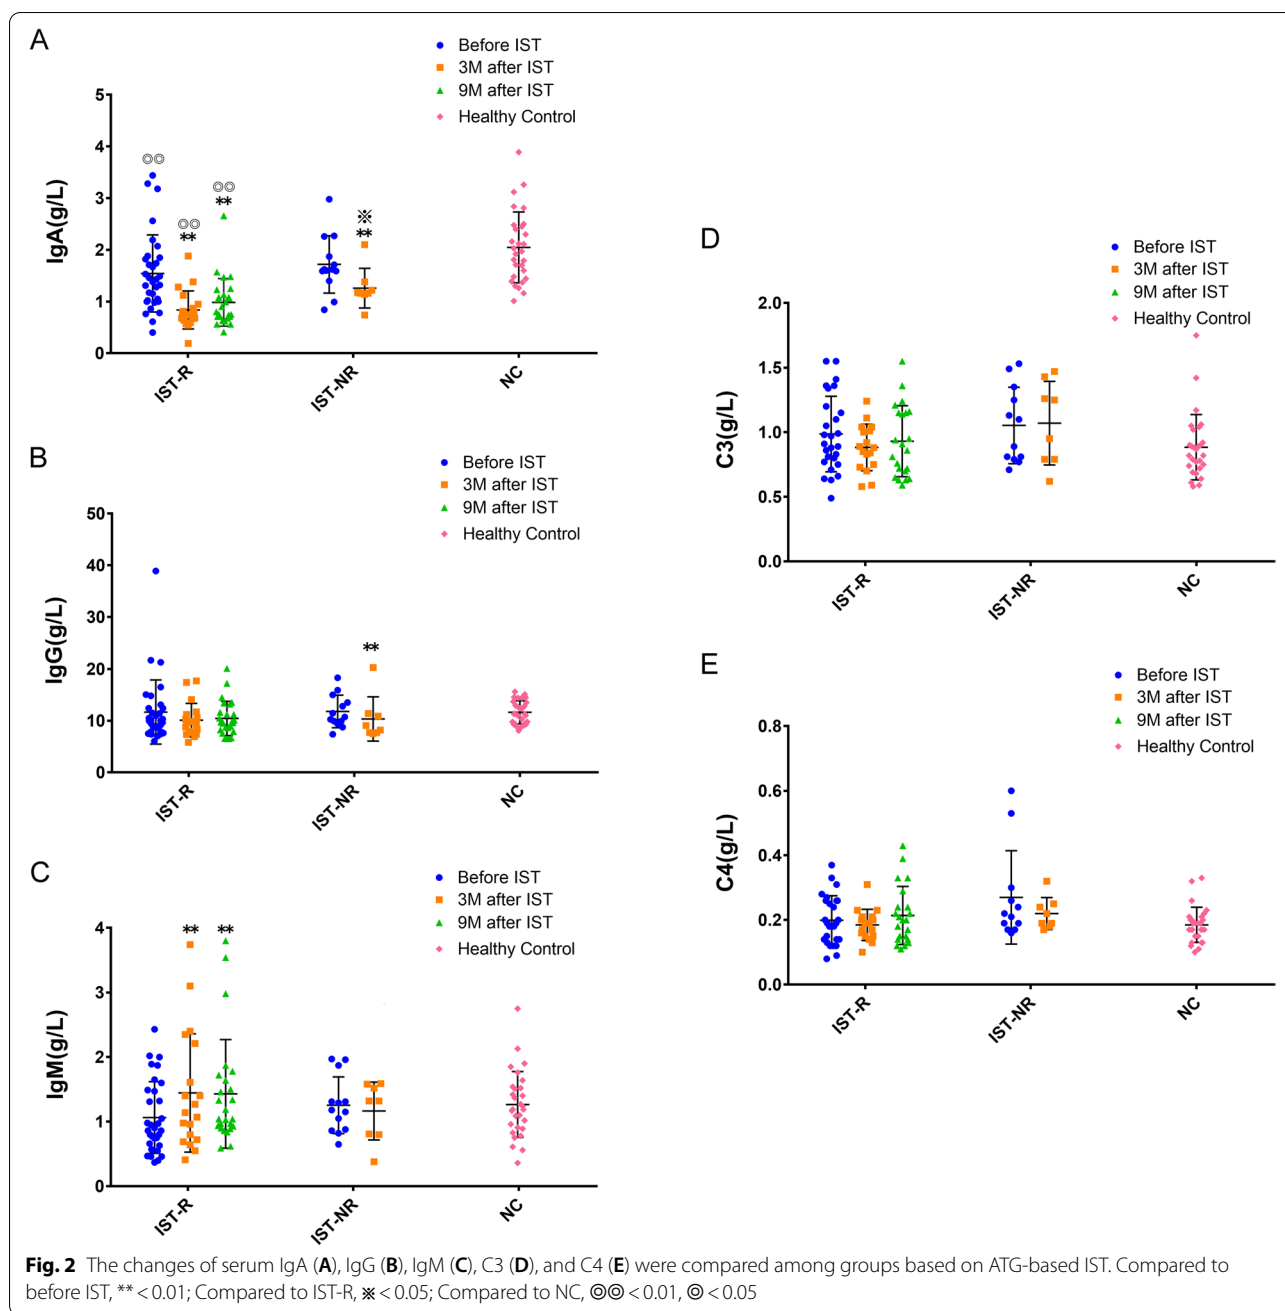 A
Before IST
3M after IST
9M after IST
Healthy Control
IgA(g/L)
5
4
3
2
1
0
◎◎
◎◎
**
◎◎
**
※
**
IST-R
IST-NR
NC
B
Before IST
3M after IST
9M after IST
Healthy Control
IgG(g/L)
50
40
30
20
10
0
**
IST-R
IST-NR
NC
C
Before IST
3M after IST
9M after IST
Healthy Control
IgM(g/L)
4
3
2
1
0
**
**
IST-R
IST-NR
NC
D
Before IST
3M after IST
9M after IST
Healthy Control
C3(g/L)
2.0
1.5
1.0
0.5
0.0
IST-R
IST-NR
NC
E
Before IST
3M after IST
9M after IST
Healthy Control
C4(g/L)
0.8
0.6
0.4
0.2
0.0
IST-R
IST-NR
NC
Fig. 2 The changes of serum IgA (A), IgG (B), IgM (C), C3 (D), and C4 (E) were compared among groups based on ATG-based IST. Compared to
before IST, ** < 0.01; Compared to IST-R, ※ < 0.05; Compared to NC, ◎◎ < 0.01, ◎ < 0.05